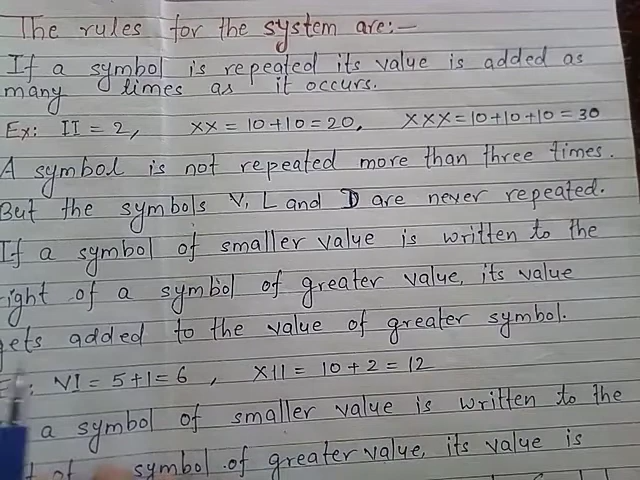 The rules for the system are:-
If a symbol is repeated its value is added as
many times as it occurs.
Ex: II = 2, XX = 10+10 = 20, XXX = 10+10+10 = 30
A symbol is not repeated more than three times.
But the symbols V, L and D are never repeated.
If a symbol of smaller value is written to the
right of a symbol of greater value, its value
gets added to the value of greater symbol.
Ex: VI = 5+1 = 6, XII = 10+2 = 12
a symbol of smaller value is written to the
of symbol of greater value, its value is